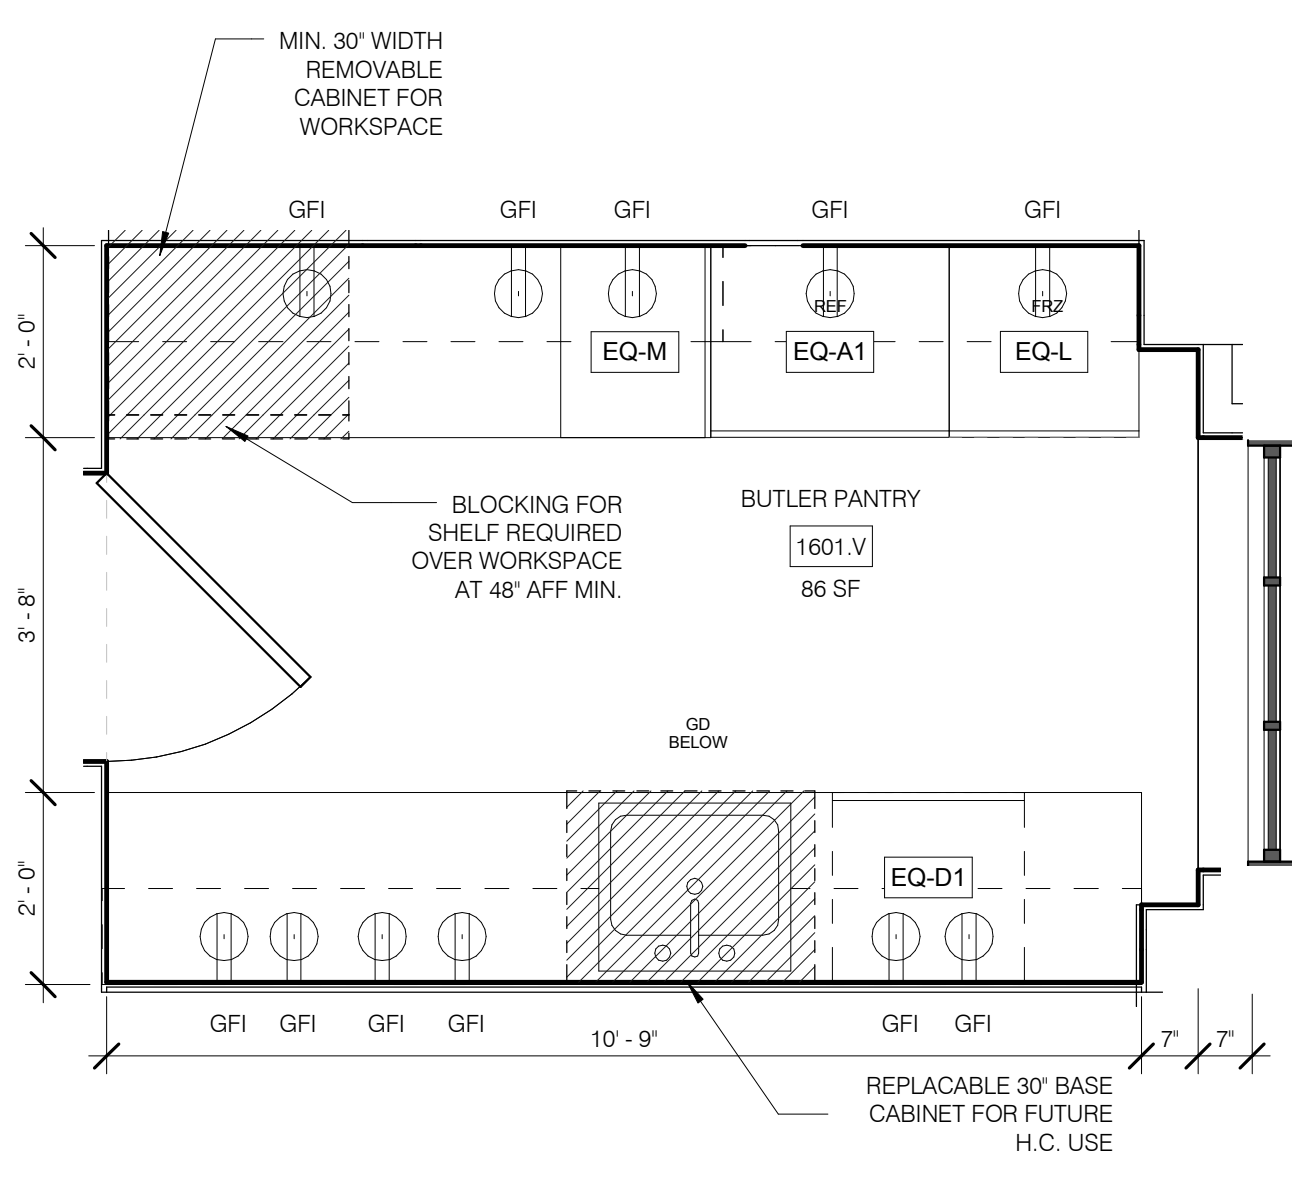 MIN. 30" WIDTH
REMOVABLE
CABINET FOR
WORKSPACE
GFI GFI GFI GFI GFI
REF FRZ
2' - 0"
EQ-M EQ-A1 EQ-L
BLOCKING FOR
SHELF REQUIRED
OVER WORKSPACE
AT 48" AFF MIN.
BUTLER PANTRY
1601.V
86 SF
3' - 8"
GD
BELOW
2' - 0"
EQ-D1
GFI GFI GFI GFI GFI GFI
10' - 9" 7" 7"
REPLACABLE 30" BASE
CABINET FOR FUTURE
H.C. USE